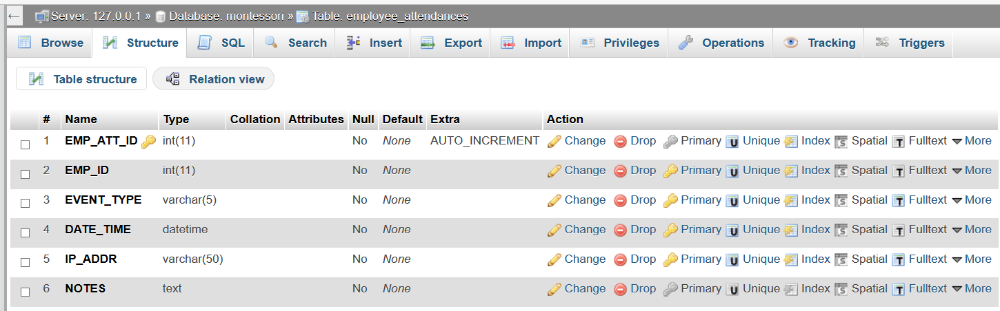 Server: 127.0.0.1 » Database: montessori » Table: employee_attendances
Browse Structure SQL Search Insert Export Import Privileges Operations Tracking Triggers
Table structure Relation view
# Name Type Collation Attributes Null Default Extra Action
1 EMP_ATT_ID int(11) No None AUTO_INCREMENT Change Drop Primary Unique Index Spatial Fulltext More
2 EMP_ID int(11) No None Change Drop Primary Unique Index Spatial Fulltext More
3 EVENT_TYPE varchar(5) No None Change Drop Primary Unique Index Spatial Fulltext More
4 DATE_TIME datetime No None Change Drop Primary Unique Index Spatial Fulltext More
5 IP_ADDR varchar(50) No None Change Drop Primary Unique Index Spatial Fulltext More
6 NOTES text No None Change Drop Primary Unique Index Spatial Fulltext More